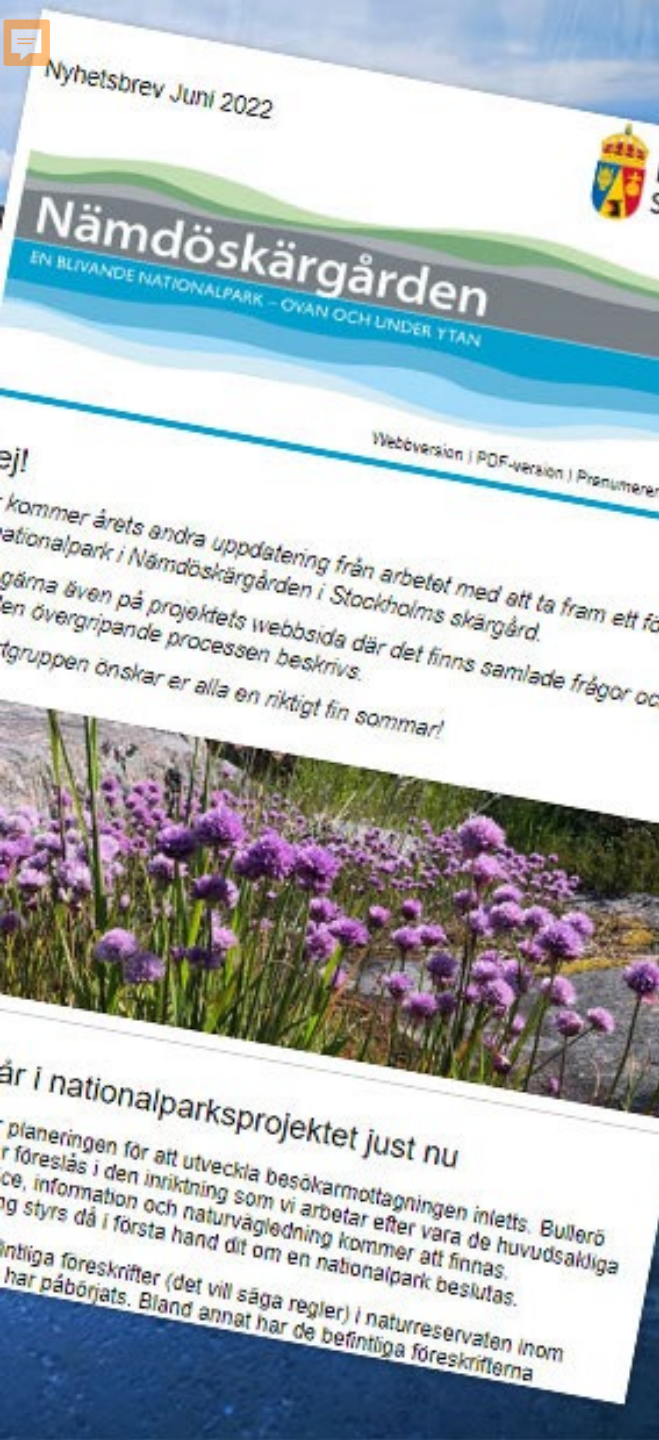 Nyhetsbrev Juni 2022
Nämdöskärgården
EN BLIVANDE NATIONALPARK – OVAN OCH UNDER YTAN
Webbversion | PDF-version | Prenumerer
ej!
kommer årets andra uppdatering från arbetet med att ta fram ett fö
nationalpark i Nämdöskärgården i Stockholms skärgård.
gärna även på projektets webbsida där det finns samlade frågor oc
den övergripande processen beskrivs.
rtgruppen önskar er alla en riktigt fin sommar!
år i nationalparksprojektet just nu
planeringen för att utveckla besökarmottagningen inletts. Bullerö
r föreslås i den inriktning som vi arbetar efter vara de huvudsakliga
ce, information och naturvägledning kommer att finnas.
ng styrs då i första hand dit om en nationalpark beslutas.
fintliga föreskrifter (det vill säga regler) i naturreservaten inom
har påbörjats. Bland annat har de befintliga föreskrifterna